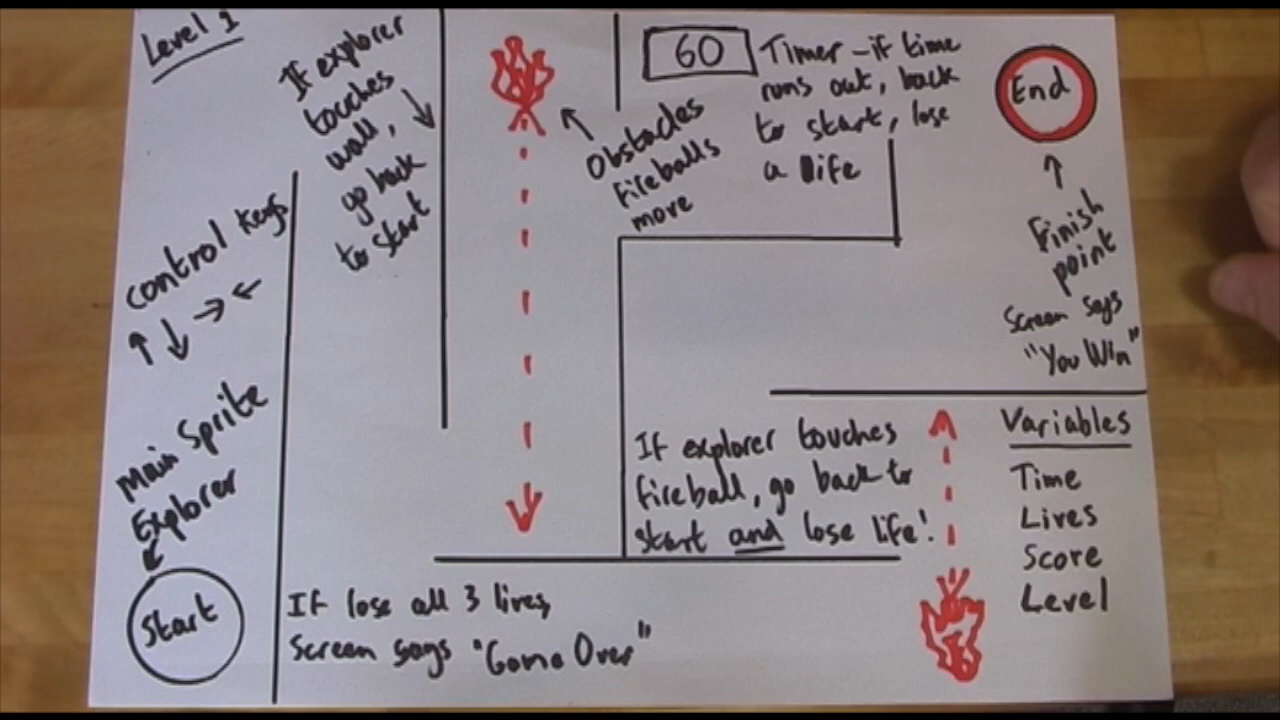 Level 1
If explorer
touches
wall,
go back
to start
Obstacles
fireballs
move
60
Timer - if time
runs out, back
to start, lose
a life
End
Finish
point
Screen says
"You Win"
Control keys
Main Sprite
Explorer
Start
If explorer touches
fireball, go back to
start and lose life!
Variables
Time
Lives
Score
Level
If lose all 3 lives,
Screen says "Game Over"